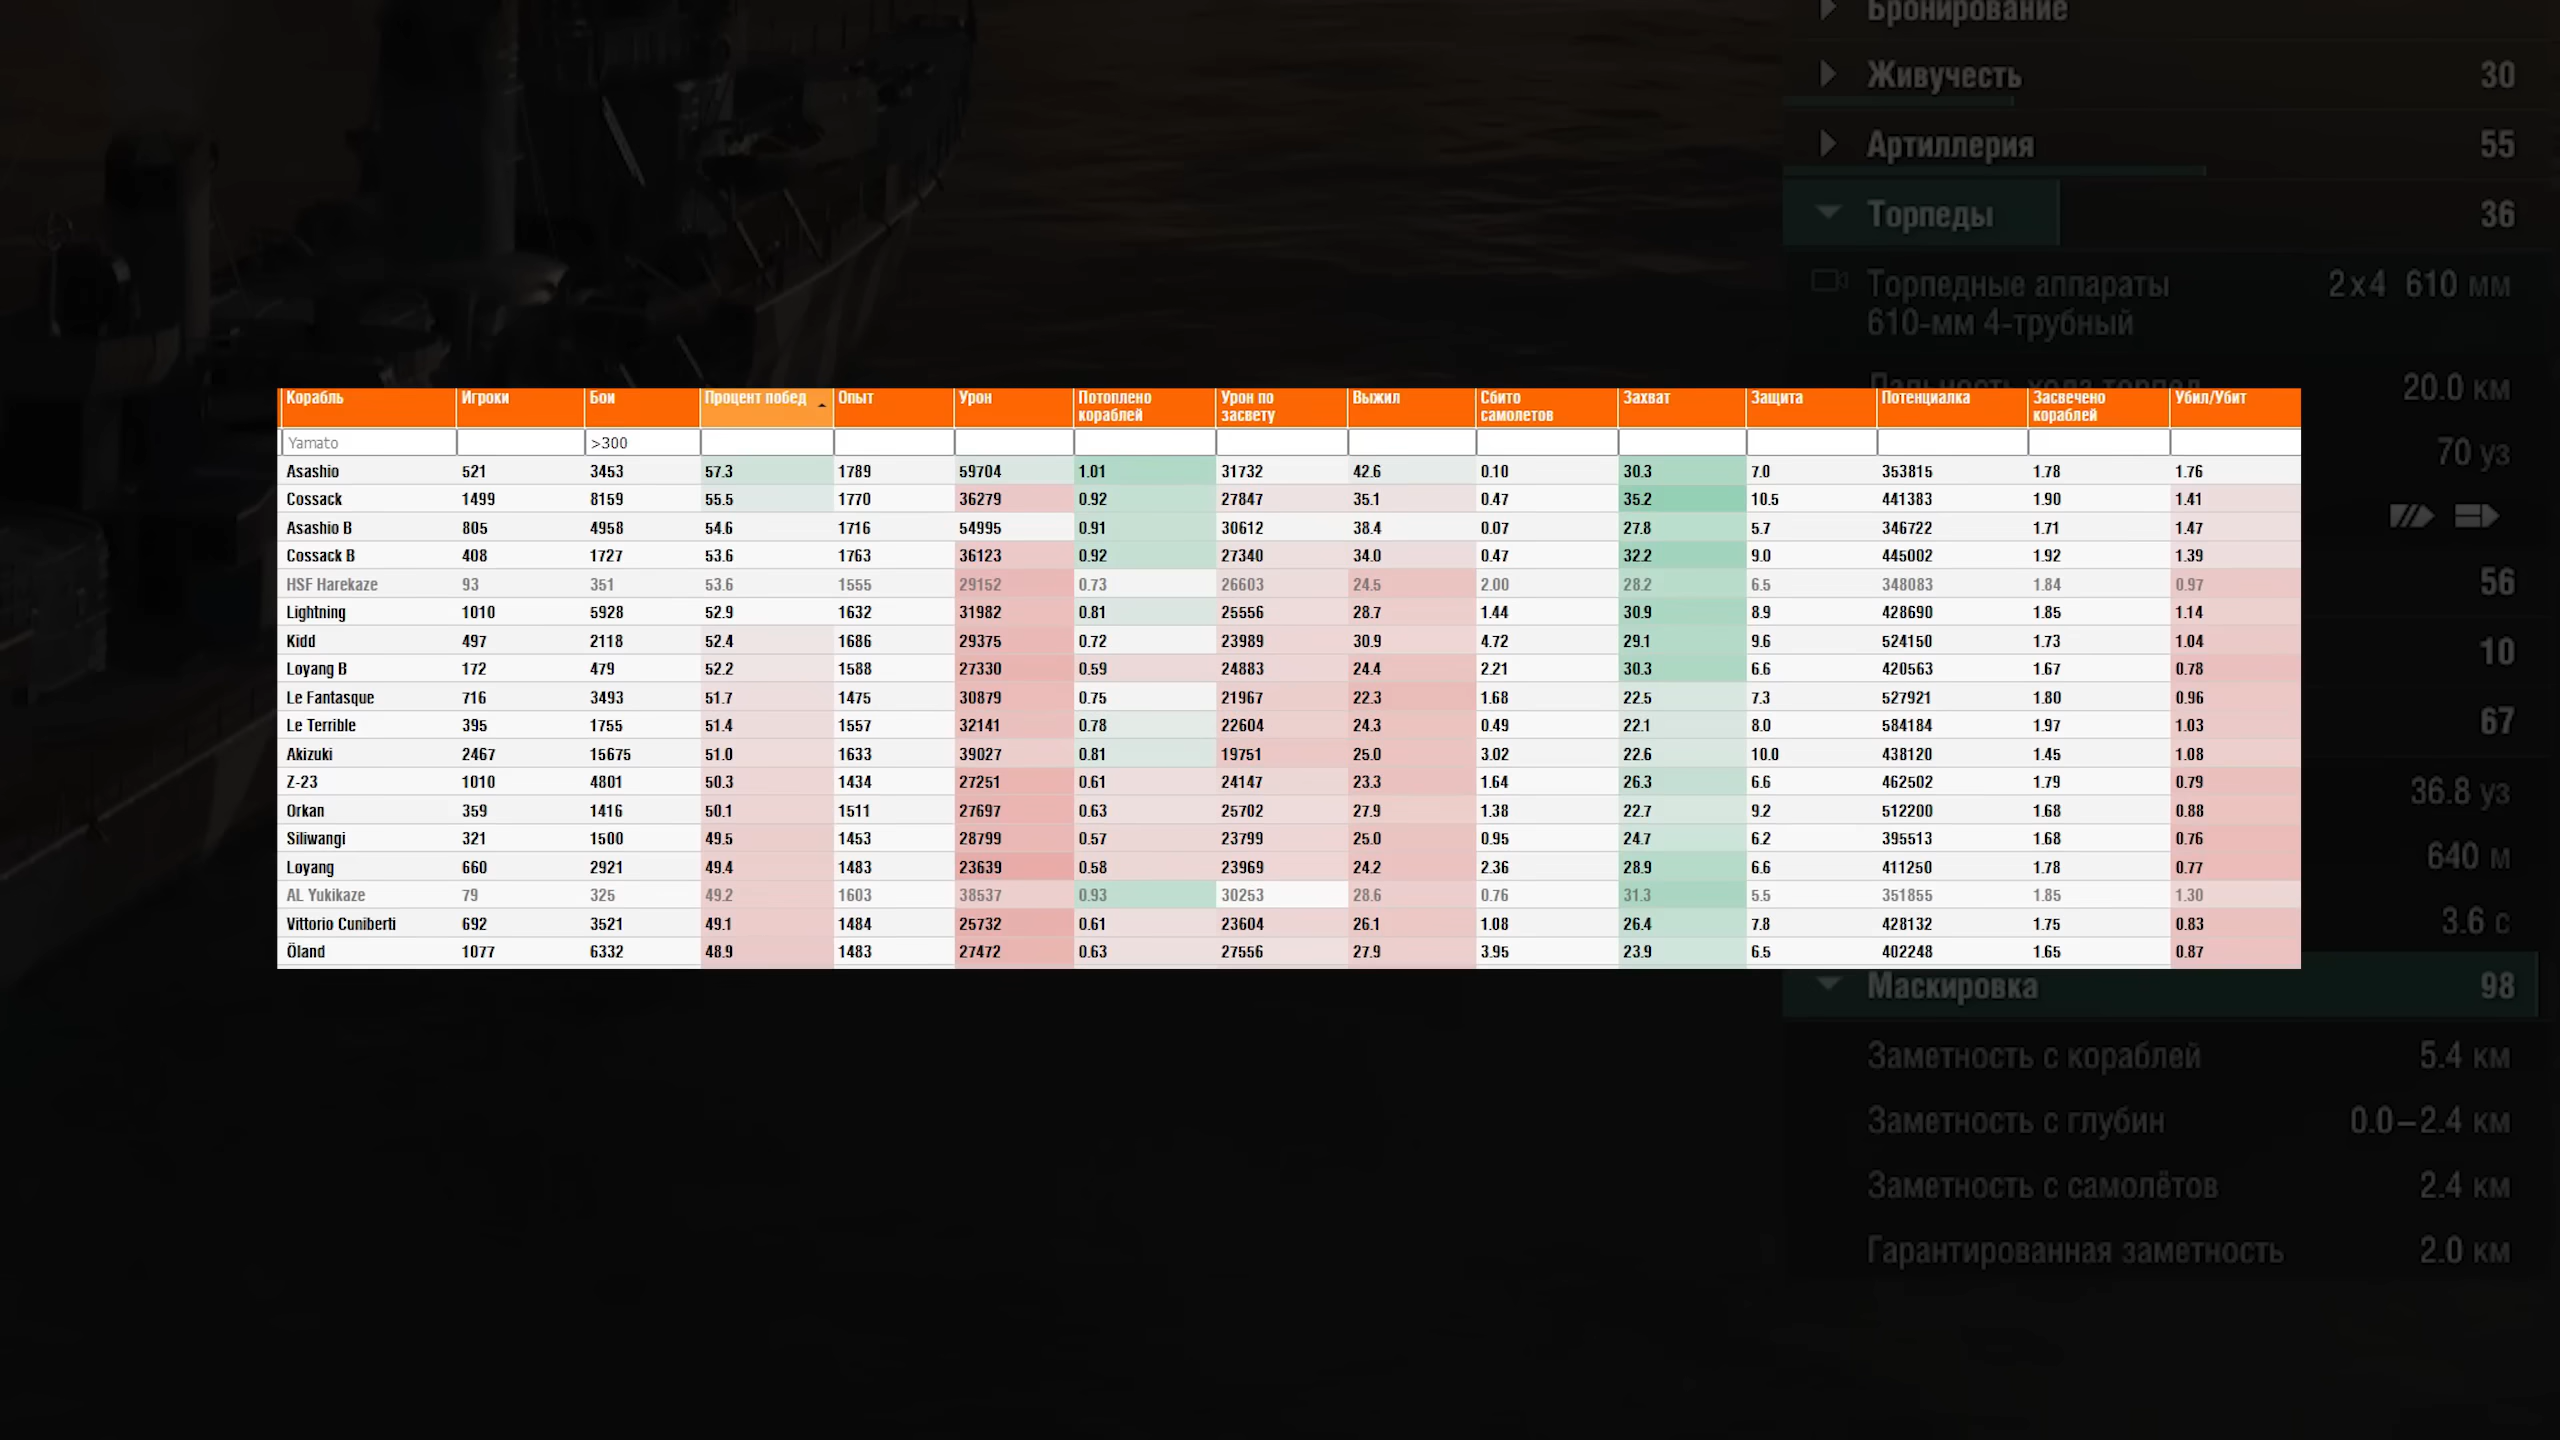 Бронирование
Живучесть 30
Артиллерия 55
Торпеды 36
Торпедные аппараты 2x4 610 мм
610-мм 4-трубный
Дальность хода торпед 20.0 км
Корабль Игроки Бои Процент побед Опыт Урон Потоплено кораблей Урон по засвету Выжил Сбито самолетов Захват Защита Потенциалка Засвечено кораблей Убил/Убит
Yamato >300
70 уз
Asashio 521 3453 57.3 1789 59704 1.01 31732 42.6 0.10 30.3 7.0 353815 1.78 1.76
Cossack 1499 8159 55.5 1770 36279 0.92 27847 35.1 0.47 35.2 10.5 441383 1.90 1.41
Asashio B 805 4958 54.6 1716 54995 0.91 30612 38.4 0.07 27.8 5.7 346722 1.71 1.47
Cossack B 408 1727 53.6 1763 36123 0.92 27340 34.0 0.47 32.2 9.0 445002 1.92 1.39
HSF Harekaze 93 351 53.6 1555 29152 0.73 26603 24.5 2.00 28.2 6.5 348083 1.84 0.97
56
Lightning 1010 5928 52.9 1632 31982 0.81 25556 28.7 1.44 30.9 8.9 428690 1.85 1.14
Kidd 497 2118 52.4 1686 29375 0.72 23989 30.9 4.72 29.1 9.6 524150 1.73 1.04
10
Loyang B 172 479 52.2 1588 27330 0.59 24883 24.4 2.21 30.3 6.6 420563 1.67 0.78
Le Fantasque 716 3493 51.7 1475 30879 0.75 21967 22.3 1.68 22.5 7.3 527921 1.80 0.96
Le Terrible 395 1755 51.4 1557 32141 0.78 22604 24.3 0.49 22.1 8.0 584184 1.97 1.03
67
Akizuki 2467 15675 51.0 1633 39027 0.81 19751 25.0 3.02 22.6 10.0 438120 1.45 1.08
Z-23 1010 4801 50.3 1434 27251 0.61 24147 23.3 1.64 26.3 6.6 462502 1.79 0.79
36.8 уз
Orkan 359 1416 50.1 1511 27697 0.63 25702 27.9 1.38 22.7 9.2 512200 1.68 0.88
Siliwangi 321 1500 49.5 1453 28799 0.57 23799 25.0 0.95 24.7 6.2 395513 1.68 0.76
640 м
Loyang 660 2921 49.4 1483 23639 0.58 23969 24.2 2.36 28.9 6.6 411250 1.78 0.77
AL Yukikaze 79 325 49.2 1603 38537 0.93 30253 28.6 0.76 31.3 5.5 351855 1.85 1.30
Vittorio Cuniberti 692 3521 49.1 1484 25732 0.61 23604 26.1 1.08 26.4 7.8 428132 1.75 0.83
3.6 с
Öland 1077 6332 48.9 1483 27472 0.63 27556 27.9 3.95 23.9 6.5 402248 1.65 0.87
Маскировка 98
Заметность с кораблей 5.4 км
Заметность с глубин 0.0–2.4 км
Заметность с самолётов 2.4 км
Гарантированная заметность 2.0 км